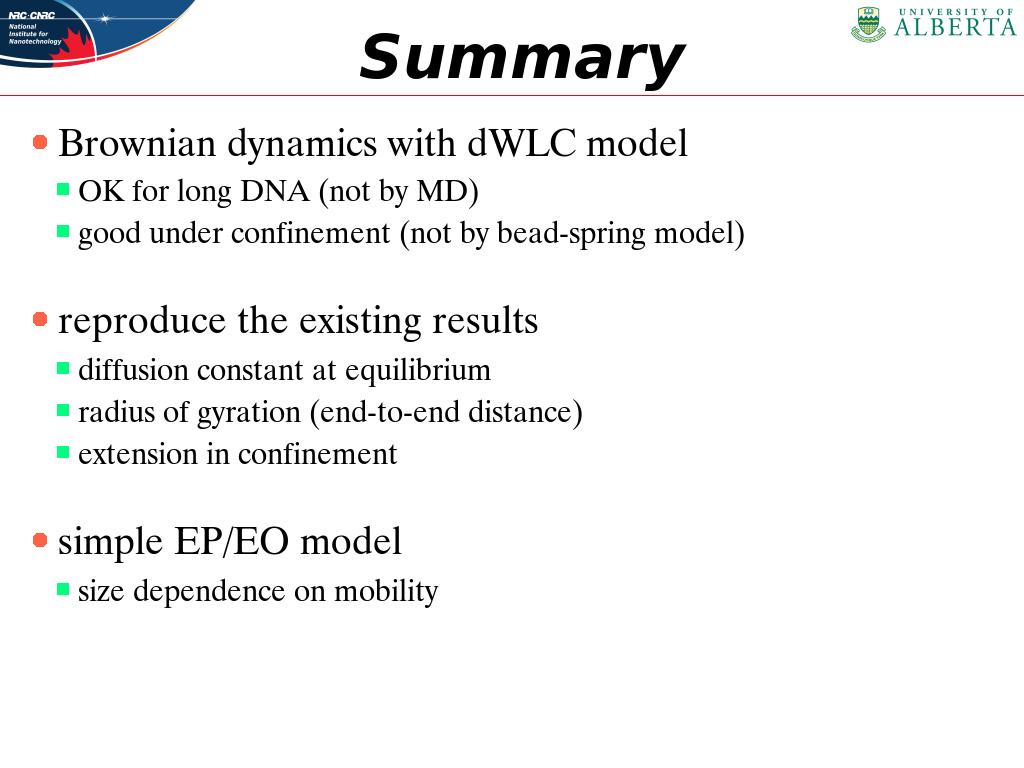 NRC·CNRC
National
Institute for
Nanotechnology
UNIVERSITY OF
ALBERTA
Summary
Brownian dynamics with dWLC model
OK for long DNA (not by MD)
good under confinement (not by bead-spring model)
reproduce the existing results
diffusion constant at equilibrium
radius of gyration (end-to-end distance)
extension in confinement
simple EP/EO model
size dependence on mobility